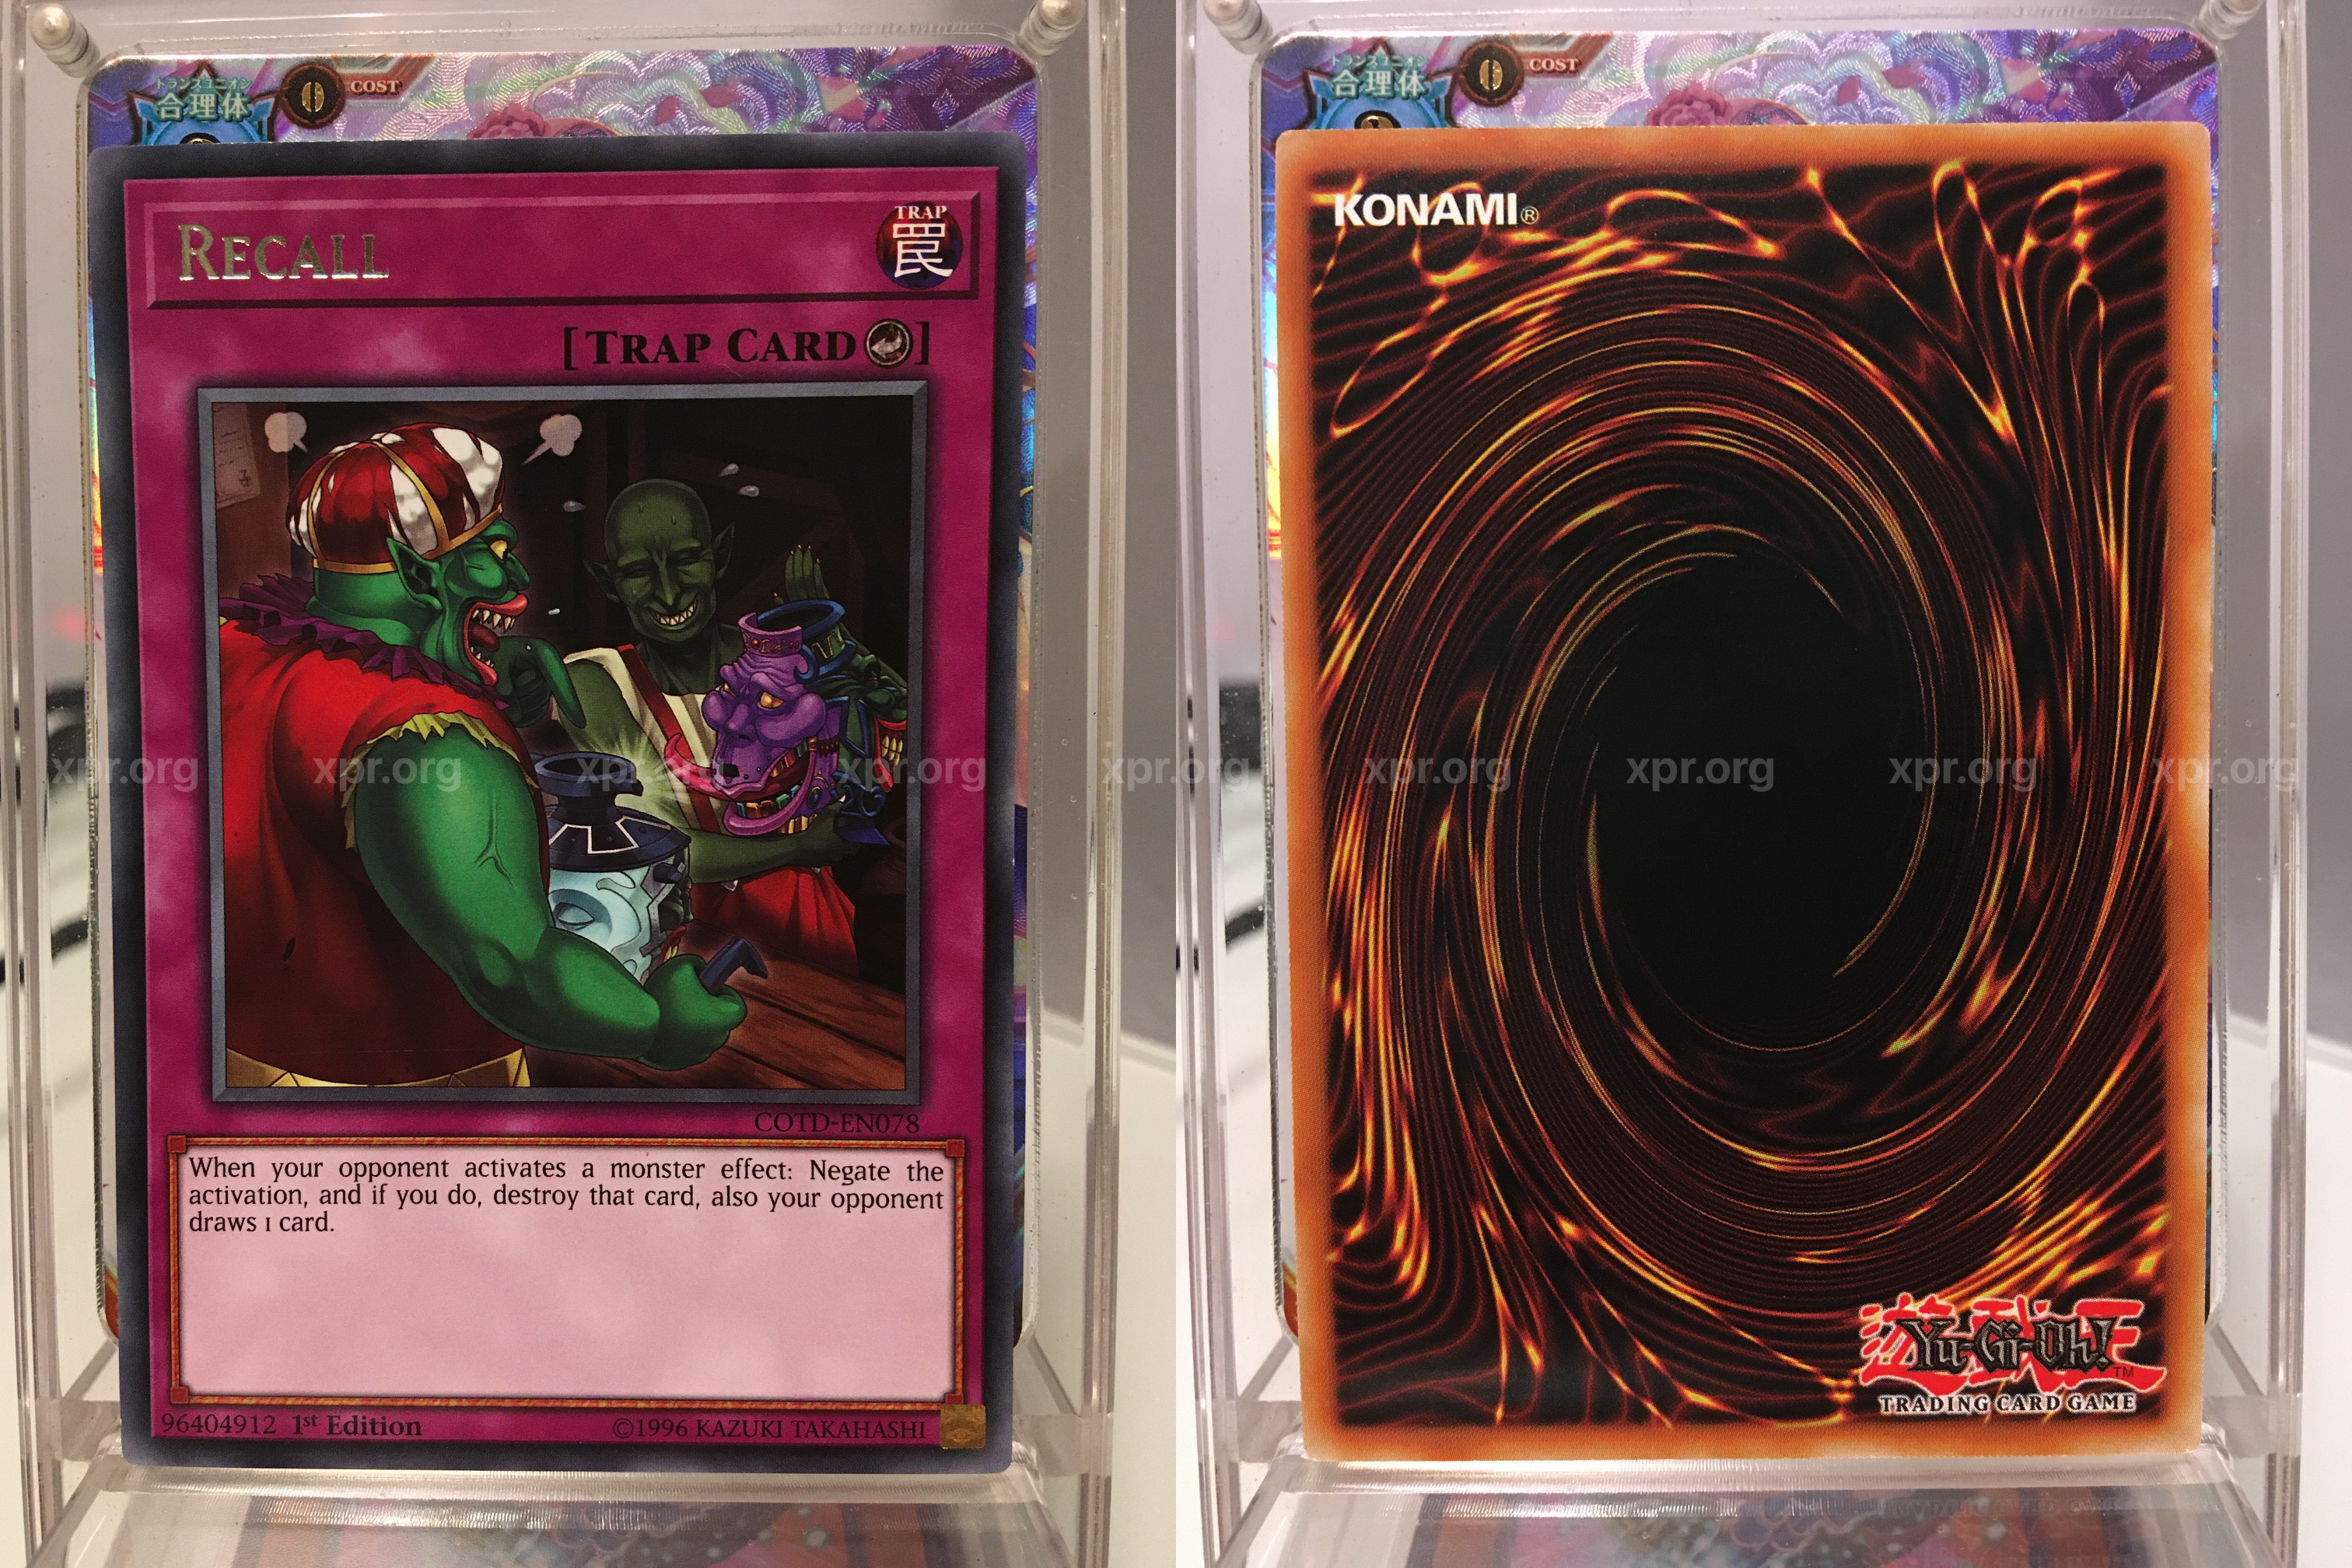 トランスユニオン
合理体
0 COST
RECALL
TRAP
罠
[TRAP CARD]
COTD-EN078
When your opponent activates a monster effect: Negate the
activation, and if you do, destroy that card, also your opponent
draws 1 card.
96404912 1st Edition ©1996 KAZUKI TAKAHASHI
トランスユニオン
合理体
0 COST
KONAMI®
遊戯王
Yu-Gi-Oh!™
TRADING CARD GAME
xpr.org xpr.org xpr.org xpr.org xpr.org xpr.org xpr.org xpr.org xpr.org